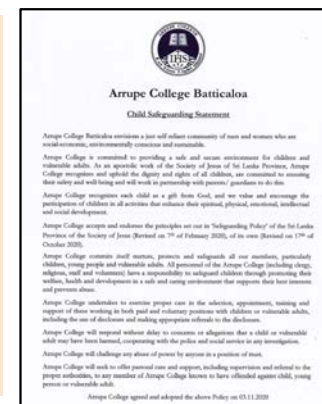 ARRUPE COLLEGE
IHS
Arrupe College Batticaloa
Child Safeguarding Statement
Arrupe College Batticaloa envisions a just self reliant community of men and women who are
social-economic, environmentally conscious and sustainable.
Arrupe College is committed to providing a safe and secure environment for children and
vulnerable adults. As an apostolic work of the Society of Jesus of Sri Lanka Province, Arrupe
College recognizes and uphold the dignity and rights of all children, are committed to ensuring
their safety and well-being and will work in partnership with parents/ guardians to do this.
Arrupe College recognizes each child as a gift from God, and we value and encourage the
participation of children in all activities that enhance their spiritual, physical, emotional, intellectual
and social development.
Arrupe College accepts and endorses the principles set our in 'Safeguarding Policy' of the Sri Lanka
Province of the Society of Jesus (Revised on 7th of February 2020), of its own (Revised on 17th of
October 2020).
Arrupe College commits itself nurture, protects and safeguards all our members, particularly
children, young people and vulnerable adults. All personnel of the Arrupe College (including clergy,
religious, staff and volunteers) have a responsibility to safeguard children through promoting their
welfare, health and development in a safe and caring environment that supports their best interests
and prevents abuse.
Arrupe College undertakes to exercise proper care in the selection, appointment, training and
support of those working in both paid and voluntary positions with children or vulnerable adults,
including the use of disclosure and making appropriate referrals to the disclosure.
Arrupe College will respond without delay to concerns or allegations that a child or vulnerable
adult may have been harmed, cooperating with the police and social service in any investigation.
Arrupe College will challenge any abuse of power by anyone in a position of trust.
Arrupe College will seek to offer pastoral care and support, including supervision and referral to the
proper authorities, to any member of Arrupe College known to have offended against child, young
person or vulnerable adult.
Arrupe College agreed and adopted the above Policy on 03.11.2020